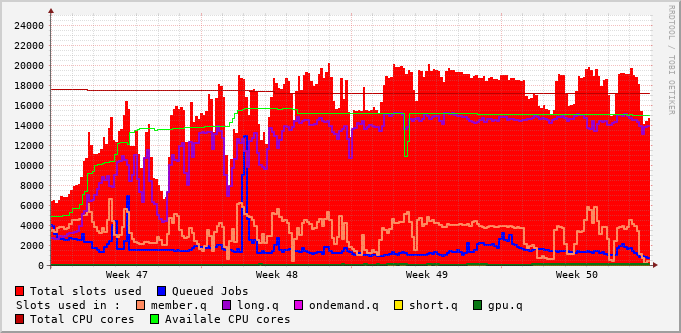 RRDTOOL / TOBI OETIKER
24000
22000
20000
18000
16000
14000
12000
10000
8000
6000
4000
2000
0
Week 47 Week 48 Week 49 Week 50
Total slots used Queued Jobs
Slots used in : member.q long.q ondemand.q short.q gpu.q
Total CPU cores Availale CPU cores